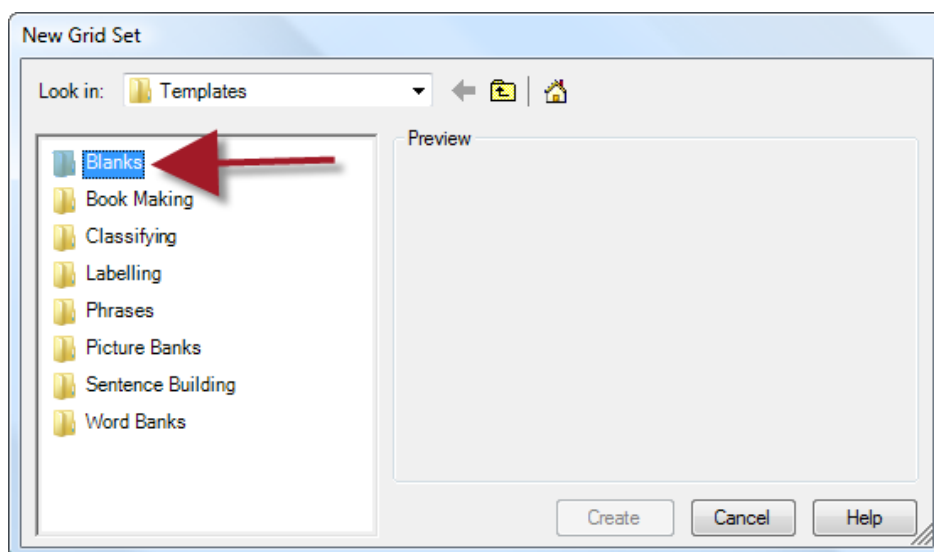 New Grid Set
Look in: Templates
Blanks
Book Making
Classifying
Labelling
Phrases
Picture Banks
Sentence Building
Word Banks
Preview
Create Cancel Help